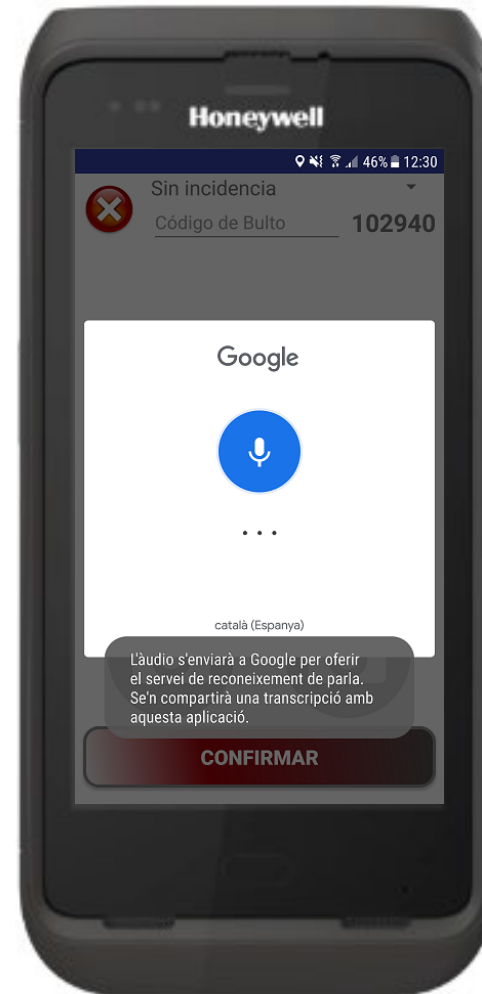 Honeywell
46% 12:30
Sin incidencia
Código de Bulto 102940
Google
...
català (Espanya)
L'àudio s'enviarà a Google per oferir
el servei de reconeixement de parla.
Se'n compartirà una transcripció amb
aquesta aplicació.
CONFIRMAR